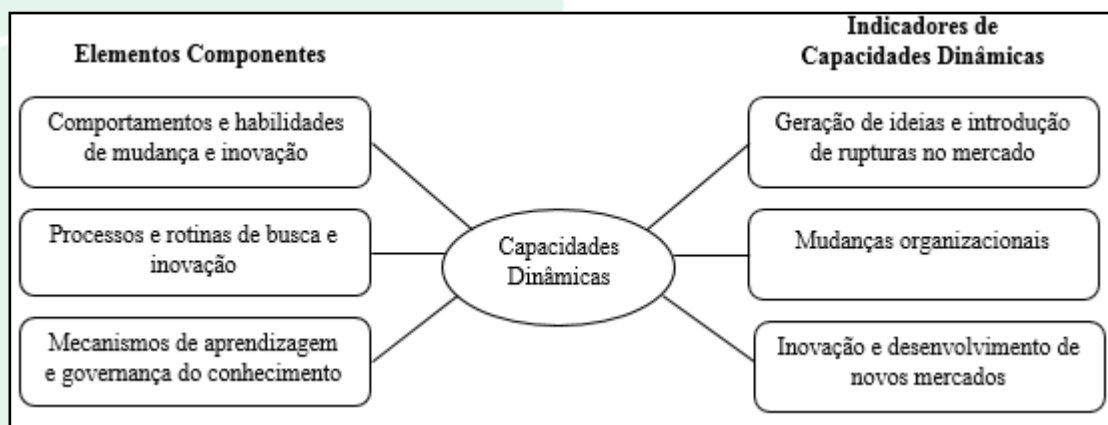 Elementos Componentes
Comportamentos e habilidades
de mudança e inovação
Processos e rotinas de busca e
inovação
Mecanismos de aprendizagem
e governança do conhecimento
Capacidades
Dinâmicas
Indicadores de
Capacidades Dinâmicas
Geração de ideias e introdução
de rupturas no mercado
Mudanças organizacionais
Inovação e desenvolvimento de
novos mercados